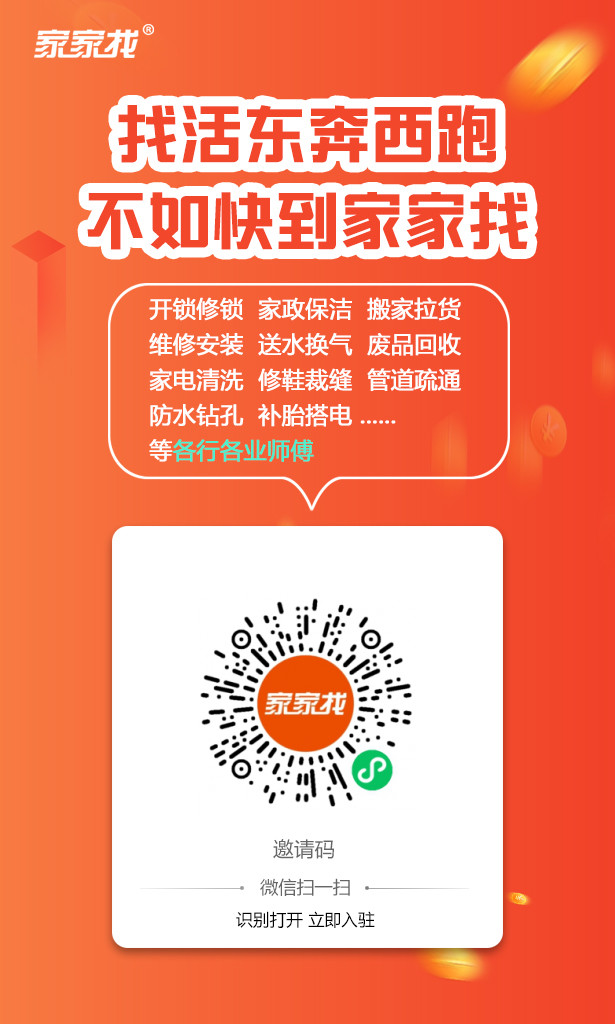 家家找®
找活东奔西跑
不如快到家家找
开锁修锁 家政保洁 搬家拉货
维修安装 送水换气 废品回收
家电清洗 修鞋裁缝 管道疏通
防水钻孔 补胎搭电 ......
等各行各业师傅
家家找
邀请码
微信扫一扫
识别打开 立即入驻